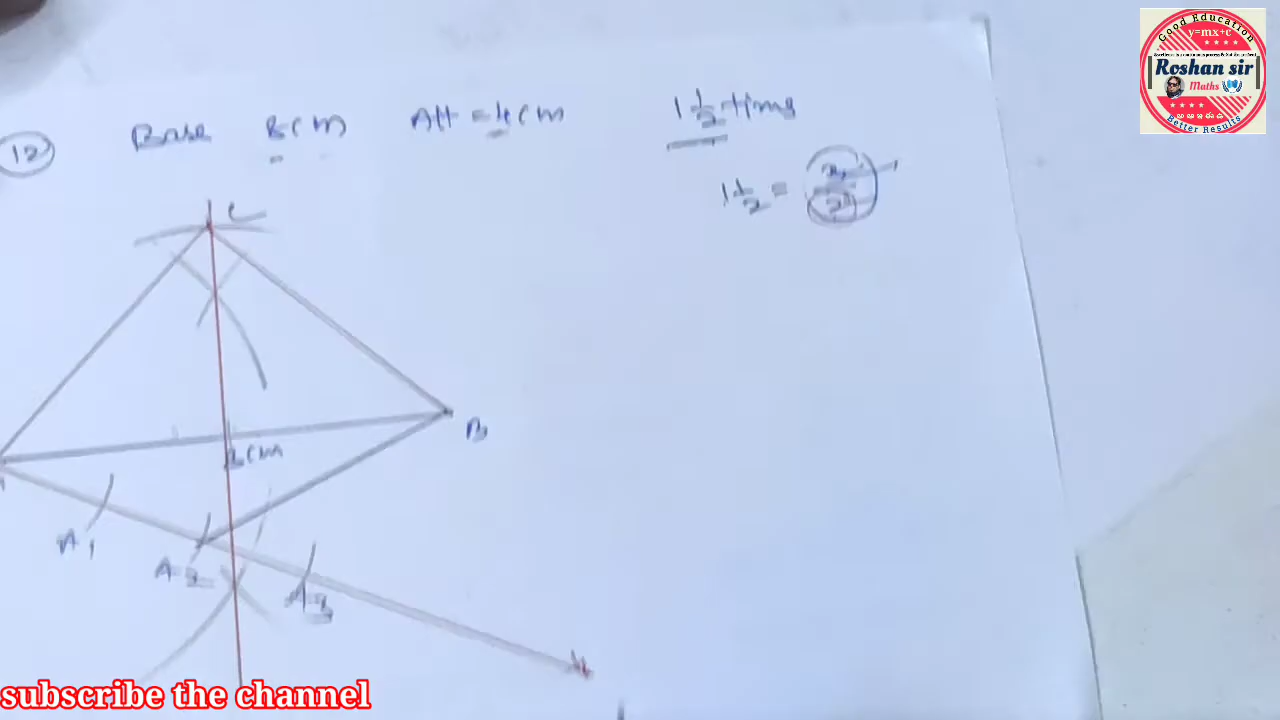 Good Education
y=mx+c
Roshan sir
Maths
Better Results
12 Base 8cm Alt = 4cm 1 1/2 times
1 1/2 = 3/2
C
B
8cm
A1
A2
A3
subscribe the channel